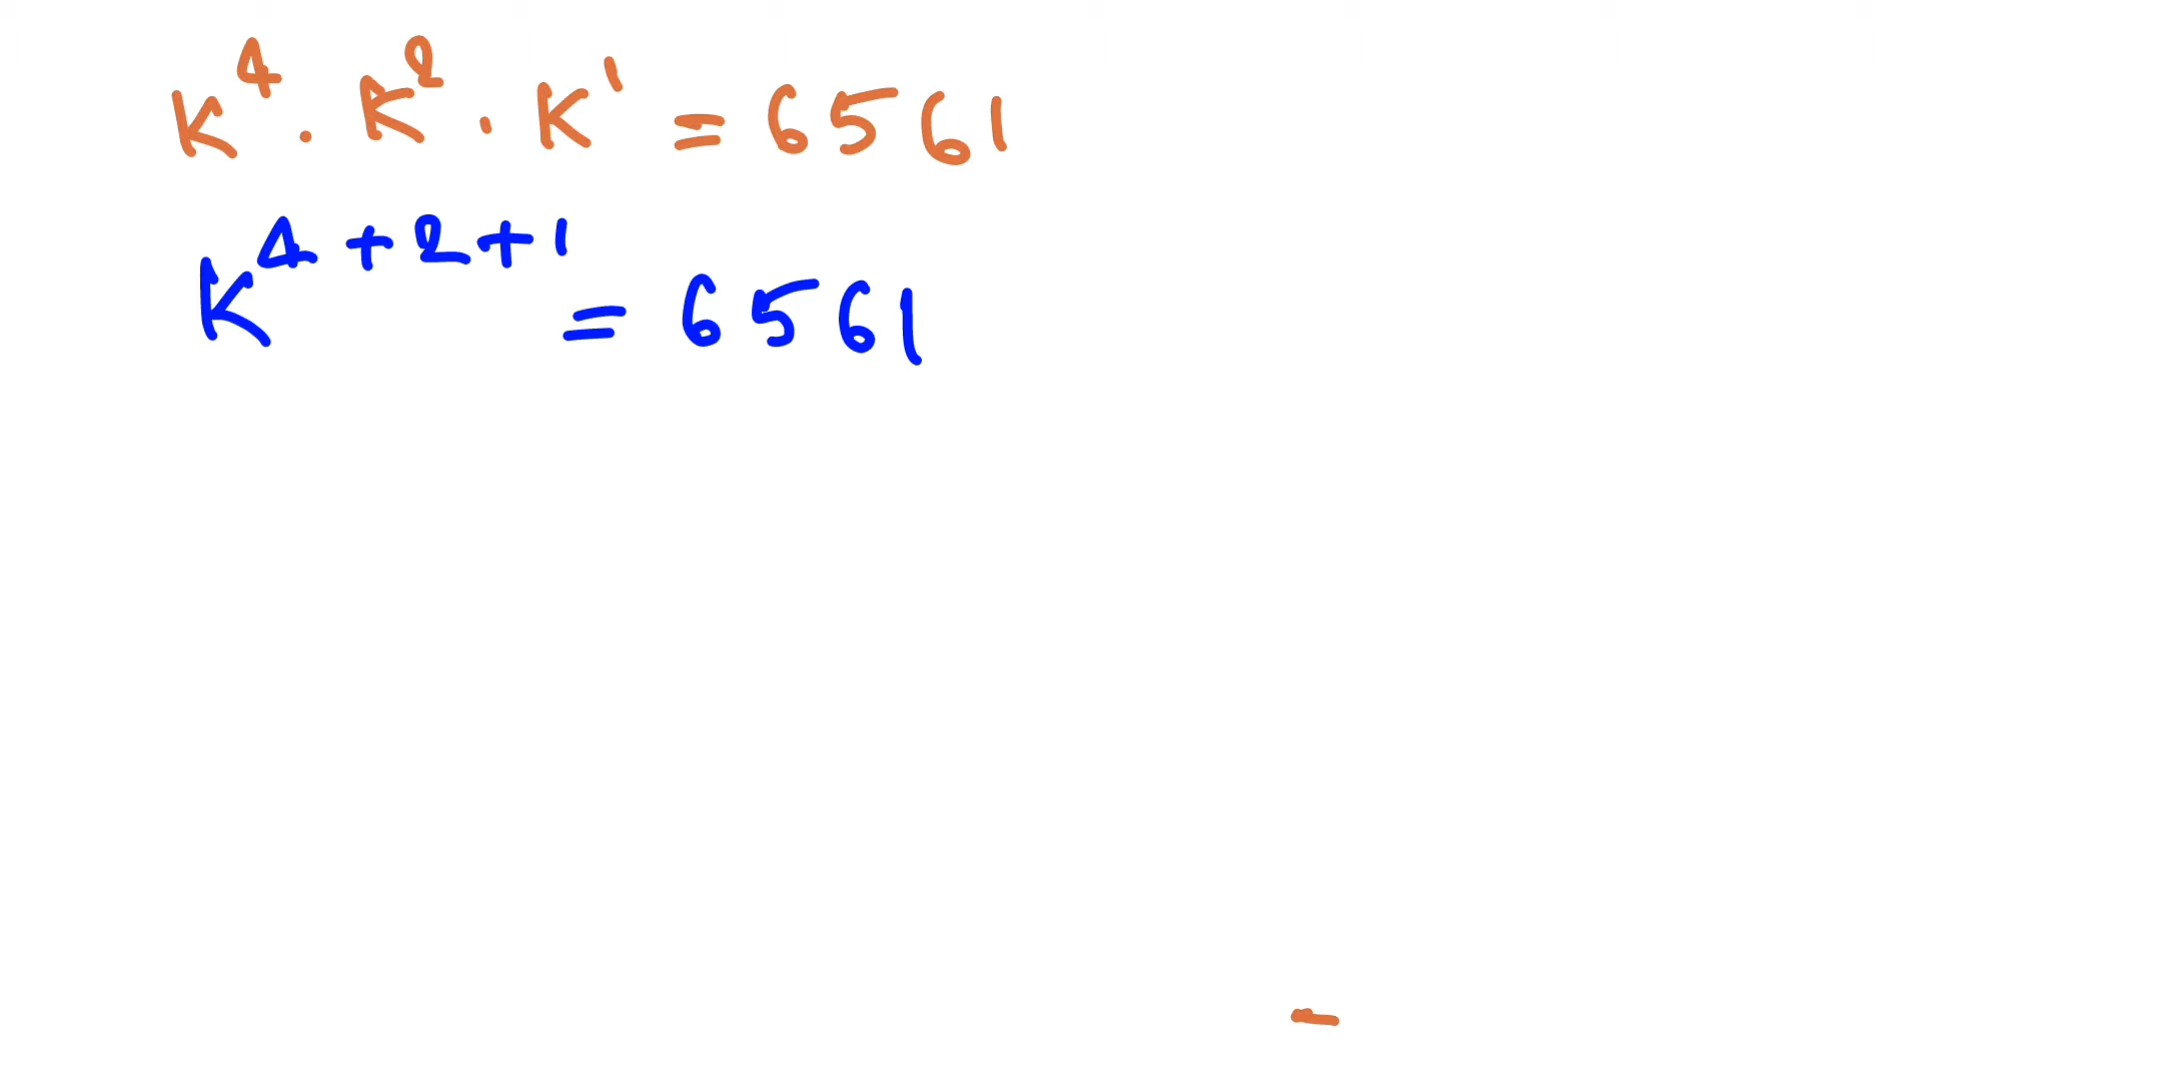 K⁴ · K² · K¹ = 6561
K⁴⁺²⁺¹ = 6561